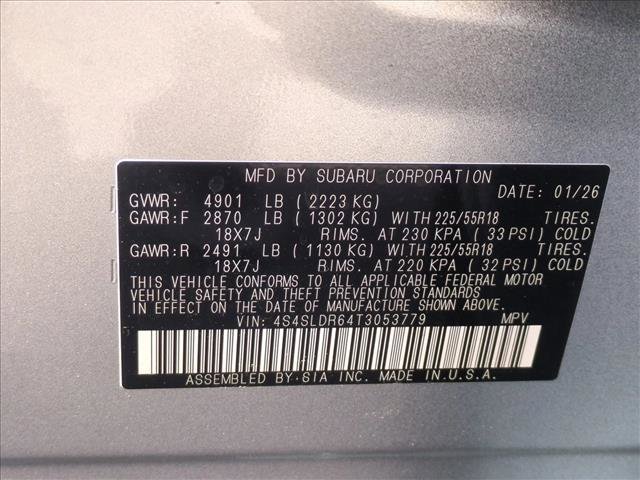 MFD BY SUBARU CORPORATION
DATE: 01/26
GVWR: 4901 LB (2223 KG)
GAWR:F 2870 LB (1302 KG) WITH 225/55R18 TIRES.
18X7J RIMS. AT 230 KPA (33 PSI) COLD
GAWR:R 2491 LB (1130 KG) WITH 225/55R18 TIRES.
18X7J RIMS. AT 220 KPA (32 PSI) COLD
THIS VEHICLE CONFORMS TO ALL APPLICABLE FEDERAL MOTOR
VEHICLE SAFETY AND THEFT PREVENTION STANDARDS
IN EFFECT ON THE DATE OF MANUFACTURE SHOWN ABOVE.
VIN: 4S4SLDR64T3053779 MPV
ASSEMBLED BY SIA INC. MADE IN U.S.A.